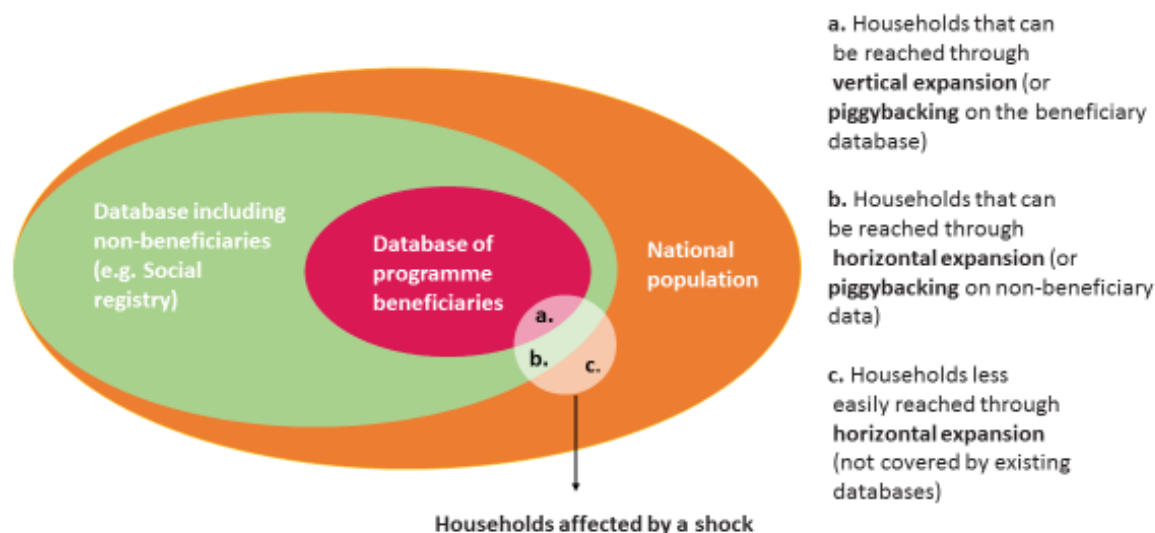 Database including
non-beneficiaries
(e.g. Social
registry)
Database of
programme
beneficiaries
National
population
a.
b.
c.
Households affected by a shock
a. Households that can
be reached through
vertical expansion (or
piggybacking on the beneficiary
database)
b. Households that can
be reached through
horizontal expansion (or
piggybacking on non-beneficiary
data)
c. Households less
easily reached through
horizontal expansion
(not covered by existing
databases)